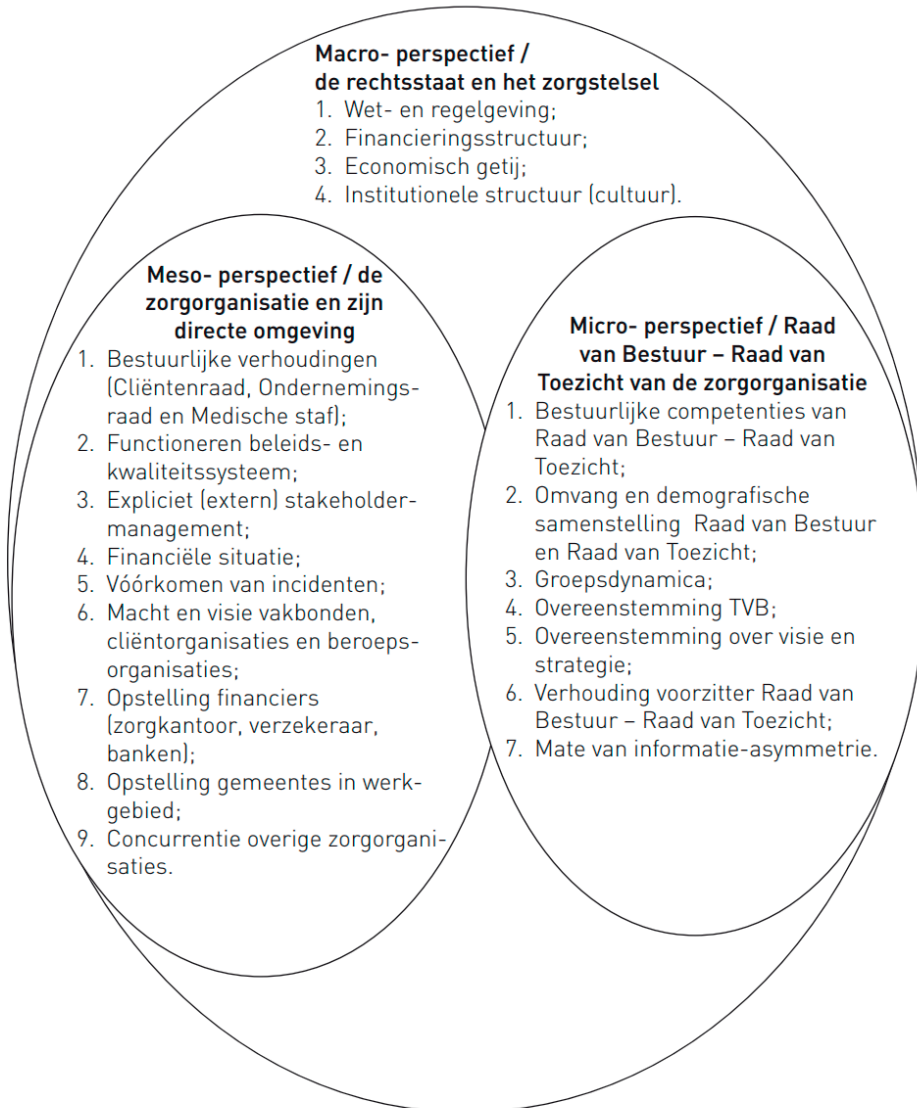 Macro- perspectief /
de rechtsstaat en het zorgstelsel
1. Wet- en regelgeving;
2. Financieringsstructuur;
3. Economisch getij;
4. Institutionele structuur (cultuur).
Meso- perspectief / de
zorgorganisatie en zijn
directe omgeving
1. Bestuurlijke verhoudingen
(Cliëntenraad, Ondernemings-
raad en Medische staf);
2. Functioneren beleids- en
kwaliteitssysteem;
3. Expliciet (extern) stakeholder-
management;
4. Financiële situatie;
5. Vóórkomen van incidenten;
6. Macht en visie vakbonden,
cliëntorganisaties en beroeps-
organisaties;
7. Opstelling financiers
(zorgkantoor, verzekeraar,
banken);
8. Opstelling gemeentes in werk-
gebied;
9. Concurrentie overige zorgorgani-
saties.
Micro- perspectief / Raad
van Bestuur – Raad van
Toezicht van de zorgorganisatie
1. Bestuurlijke competenties van
Raad van Bestuur – Raad van
Toezicht;
2. Omvang en demografische
samenstelling Raad van Bestuur
en Raad van Toezicht;
3. Groepsdynamica;
4. Overeenstemming TVB;
5. Overeenstemming over visie en
strategie;
6. Verhouding voorzitter Raad van
Bestuur – Raad van Toezicht;
7. Mate van informatie-asymmetrie.